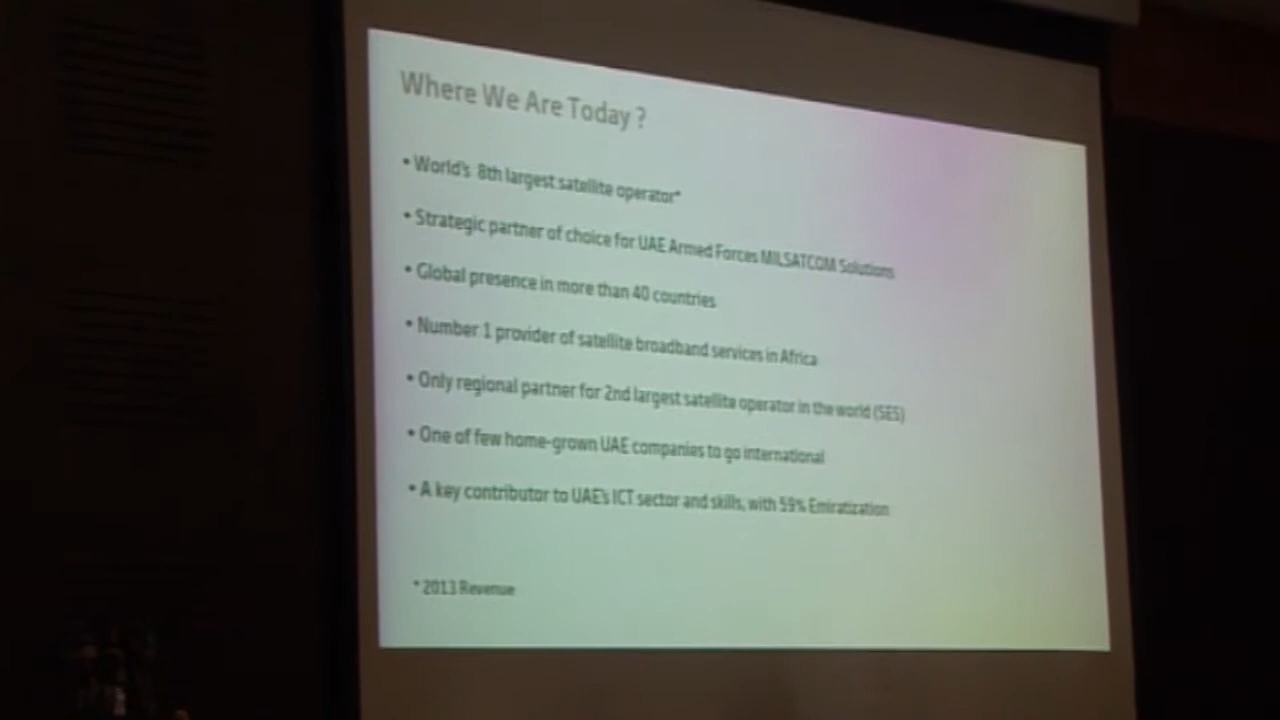 Where We Are Today ?
• World's 8th largest satellite operator*
• Strategic partner of choice for UAE Armed Forces MILSATCOM Solutions
• Global presence in more than 40 countries
• Number 1 provider of satellite broadband services in Africa
• Only regional partner for 2nd largest satellite operator in the world (SES)
• One of few home-grown UAE companies to go international
• A key contributor to UAE's ICT sector and skills, with 59% Emiratization
* 2013 Revenue